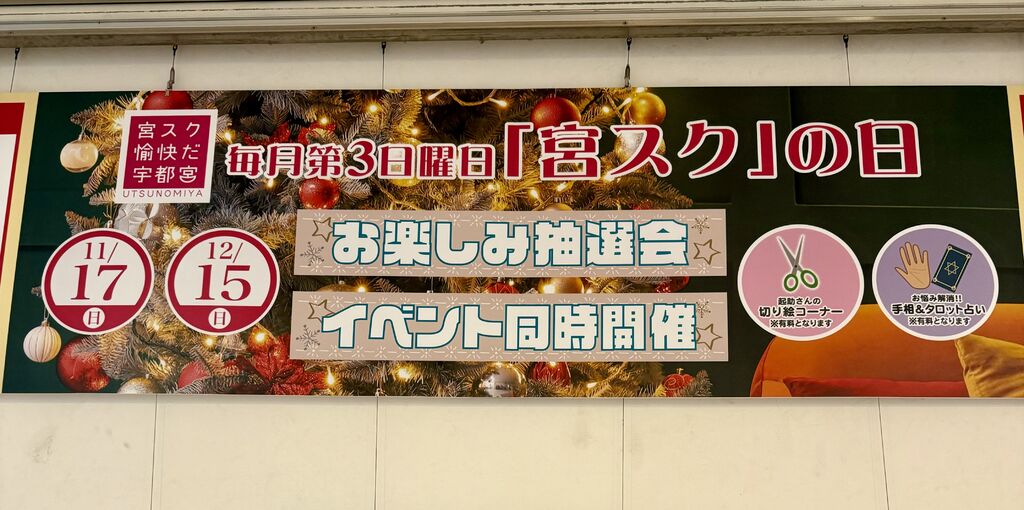 宮スク
愉快だ
宇都宮
UTSUNOMIYA
毎月第3日曜日「宮スク」の日
11/
17
日
12/
15
日
お楽しみ抽選会
イベント同時開催
起助さんの
切り絵コーナー
※有料となります
お悩み解消!!
手相&タロット占い
※有料となります